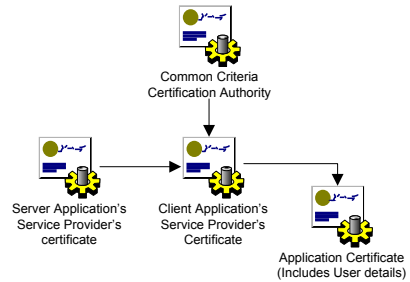 Common Criteria
Certification Authority
Server Application's
Service Provider's
certificate
Client Application's
Service Provider's
Certificate
Application Certificate
(Includes User details)